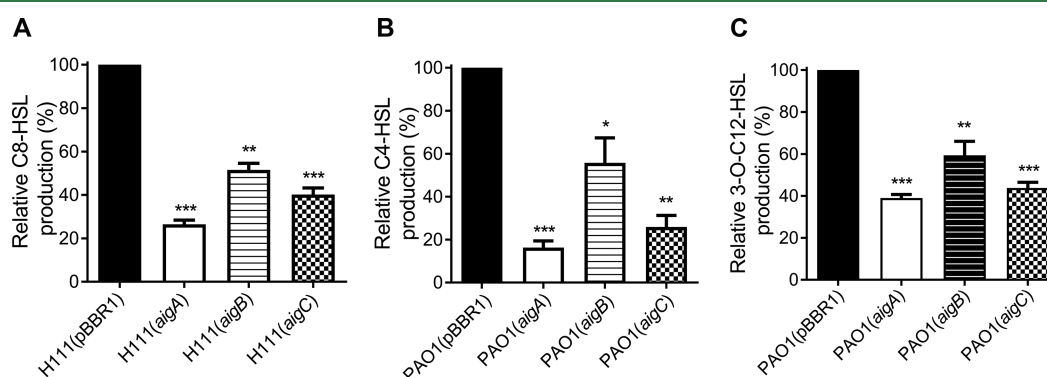 A
Relative C8-HSL
production (%)
100
80
60
40
20
0
***
**
***
H111(pBBR1)
H111(aigA)
H111(aigB)
H111(aigC)
B
Relative C4-HSL
production (%)
100
80
60
40
20
0
***
*
**
PAO1(pBBR1)
PAO1(aigA)
PAO1(aigB)
PAO1(aigC)
C
Relative 3-O-C12-HSL
production (%)
100
80
60
40
20
0
***
**
***
PAO1(pBBR1)
PAO1(aigA)
PAO1(aigB)
PAO1(aigC)